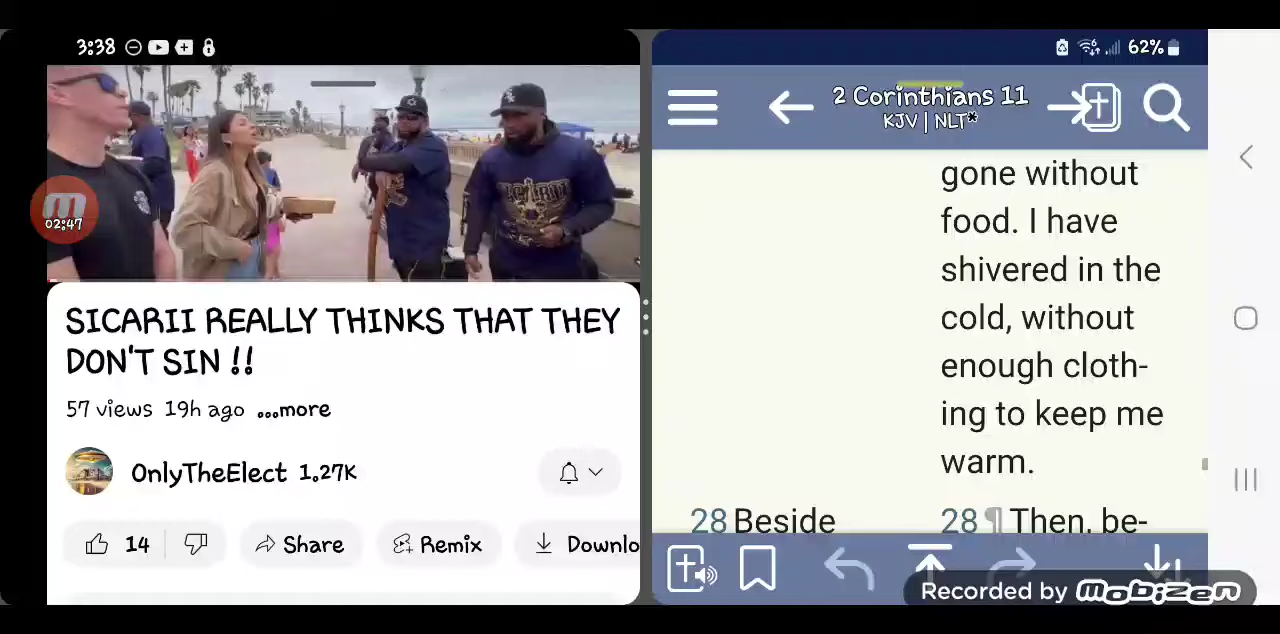 3:38
62%
02:47
SICARII
SICARII REALLY THINKS THAT THEY
DON'T SIN !!
57 views 19h ago ...more
OnlyTheElect 1.27K
14
Share
Remix
Downlo
2 Corinthians 11
KJV | NLT*
gone without
food. I have
shivered in the
cold, without
enough cloth-
ing to keep me
warm.
28 Beside
28 ¶ Then, be-
Recorded by mobizen